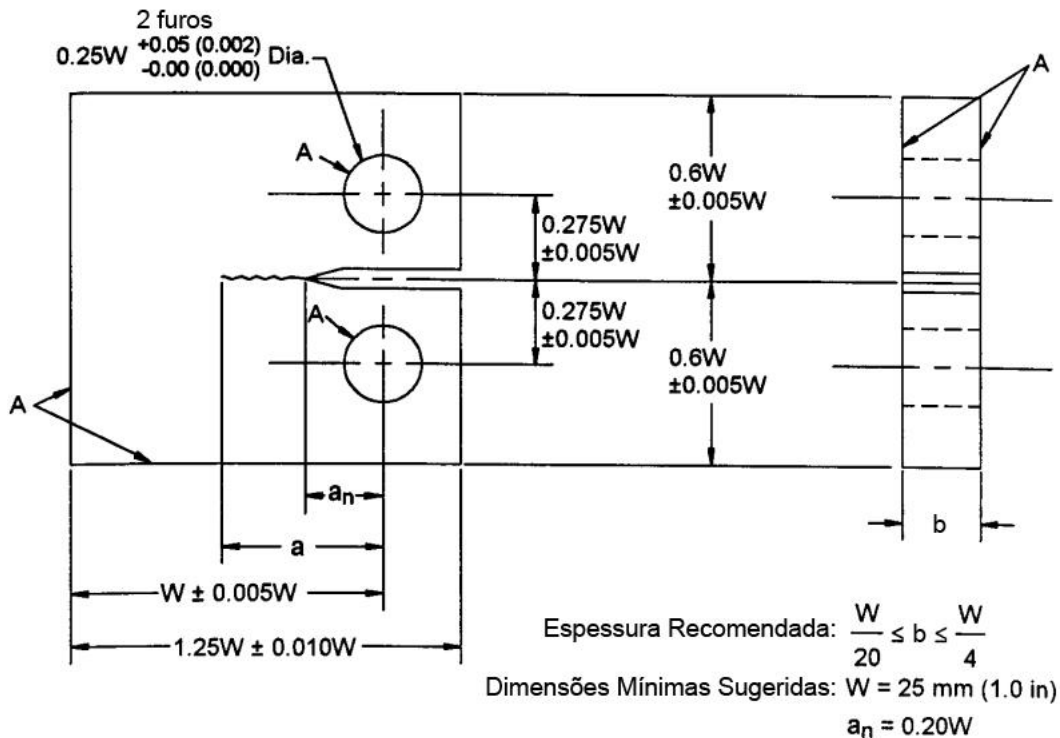 2 furos
0.25W +0.05 (0.002) -0.00 (0.000) Dia.
A
A
A
0.6W
±0.005W
0.275W
±0.005W
0.275W
±0.005W
A
0.6W
±0.005W
A
an
a
b
W ± 0.005W
1.25W ± 0.010W
Espessura Recomendada: W/20 ≤ b ≤ W/4
Dimensões Mínimas Sugeridas: W = 25 mm (1.0 in)
an = 0.20W